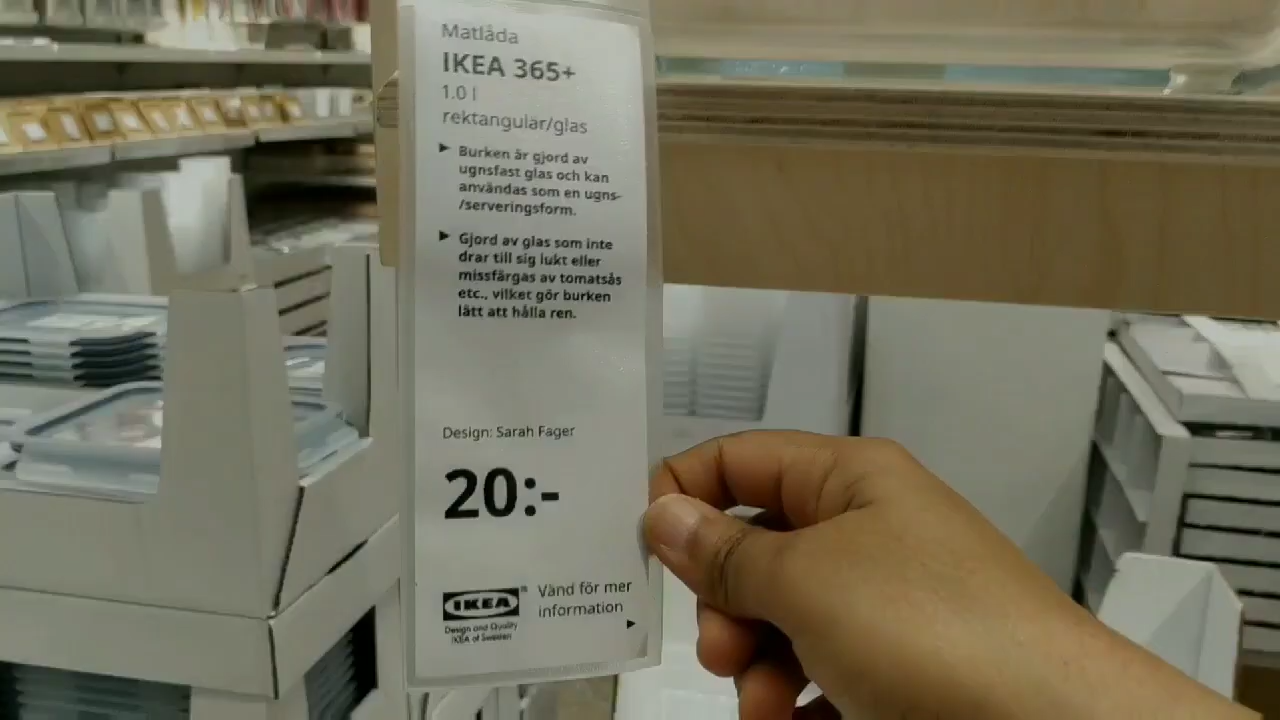 Matlåda
IKEA 365+
1.0 l
rektangulär/glas
► Burken är gjord av
ugnsfast glas och kan
användas som en ugns-
/serveringsform.
► Gjord av glas som inte
drar till sig lukt eller
missfärgas av tomatsås
etc., vilket gör burken
lätt att hålla ren.
Design: Sarah Fager
20:-
IKEA®
Design and Quality
IKEA of Sweden
Vänd för mer
information
►